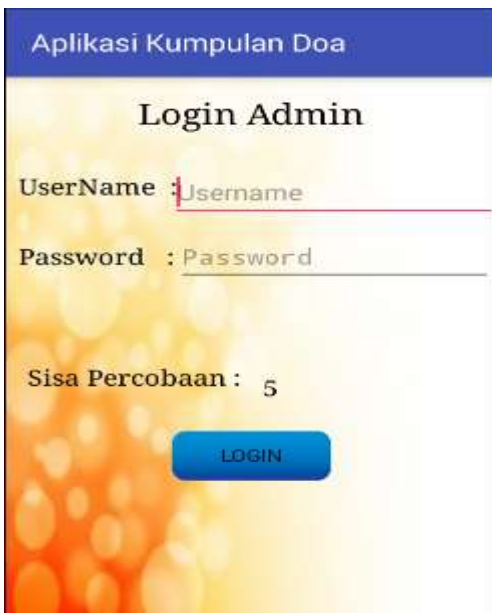 Aplikasi Kumpulan Doa
Login Admin
UserName : Username
Password : Password
Sisa Percobaan : 5
LOGIN